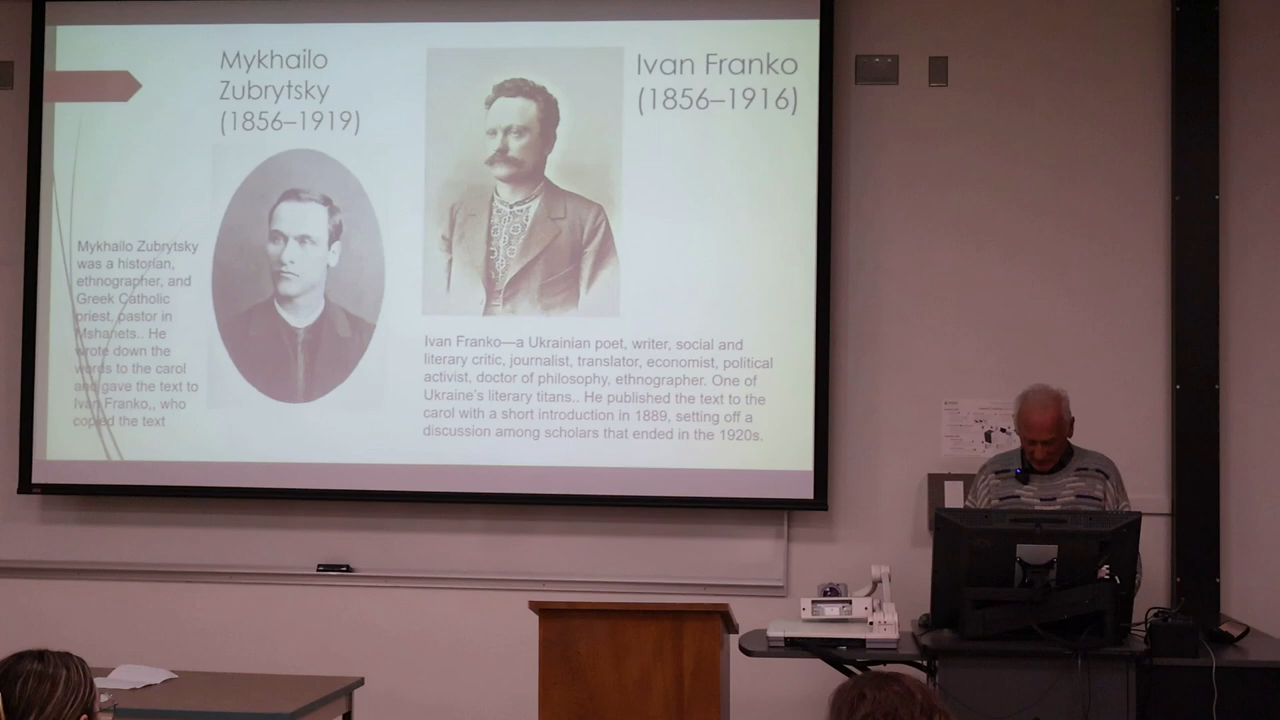 Mykhailo
Zubrytsky
(1856–1919)
Mykhailo Zubrytsky
was a historian,
ethnographer, and
Greek Catholic
priest, pastor in
Mshanets.. He
wrote down the
words to the carol
and gave the text to
Ivan Franko,, who
copied the text
Ivan Franko
(1856–1916)
Ivan Franko—a Ukrainian poet, writer, social and
literary critic, journalist, translator, economist, political
activist, doctor of philosophy, ethnographer. One of
Ukraine's literary titans.. He published the text to the
carol with a short introduction in 1889, setting off a
discussion among scholars that ended in the 1920s.